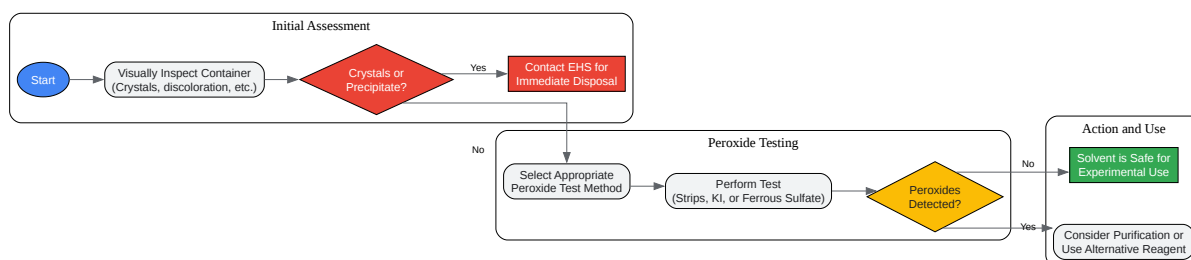 Initial Assessment
Start
Visually Inspect Container
(Crystals, discoloration, etc.)
Crystals or
Precipitate?
Yes
Contact EHS for
Immediate Disposal
No
Peroxide Testing
Select Appropriate
Peroxide Test Method
Perform Test
(Strips, KI, or Ferrous Sulfate)
Peroxides
Detected?
No
Yes
Action and Use
Solvent is Safe for
Experimental Use
Consider Purification or
Use Alternative Reagent